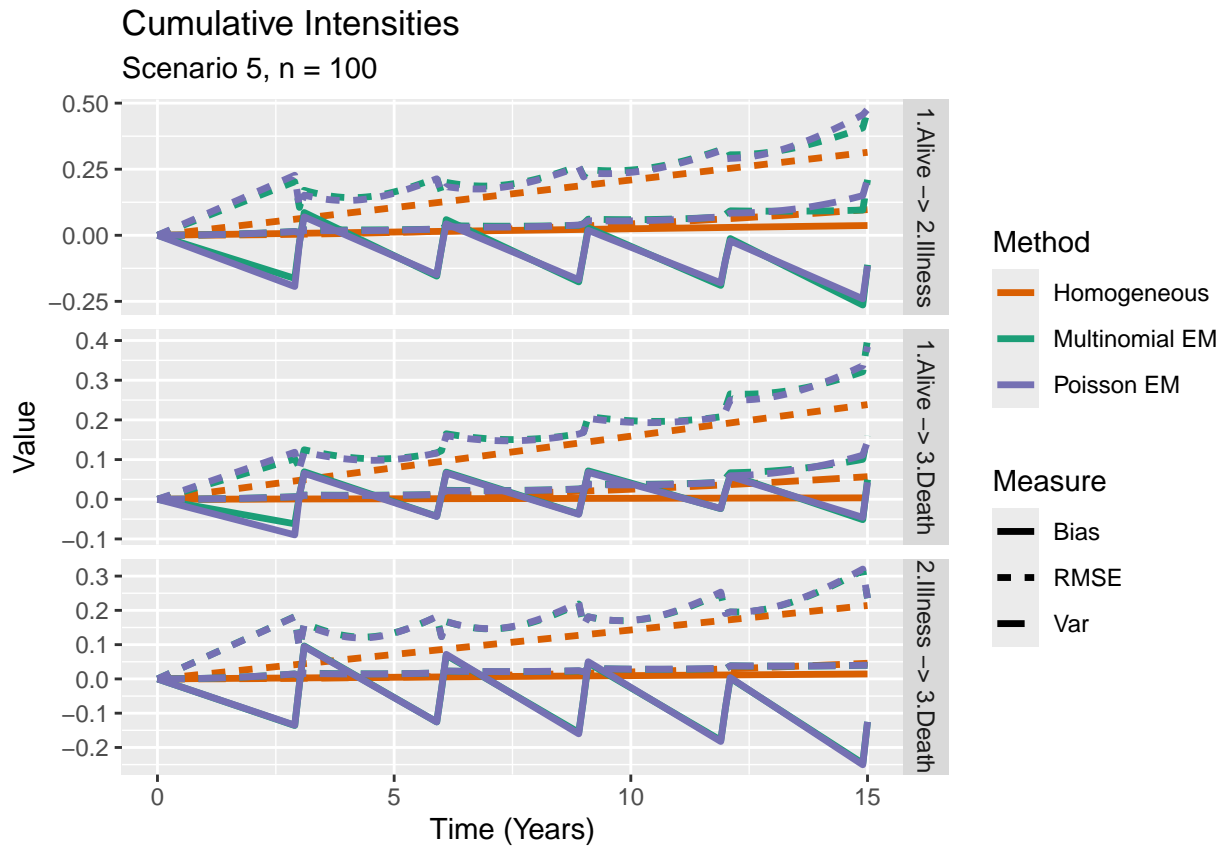 Cumulative Intensities
Scenario 5, n = 100
0.50
0.25
0.00
−0.25
1.Alive −> 2.Illness
0.4
0.3
0.2
0.1
0.0
−0.1
1.Alive −> 3.Death
0.3
0.2
0.1
0.0
−0.1
−0.2
2.Illness −> 3.Death
Value
0
5
10
15
Time (Years)
Method
Homogeneous
Multinomial EM
Poisson EM
Measure
Bias
RMSE
Var